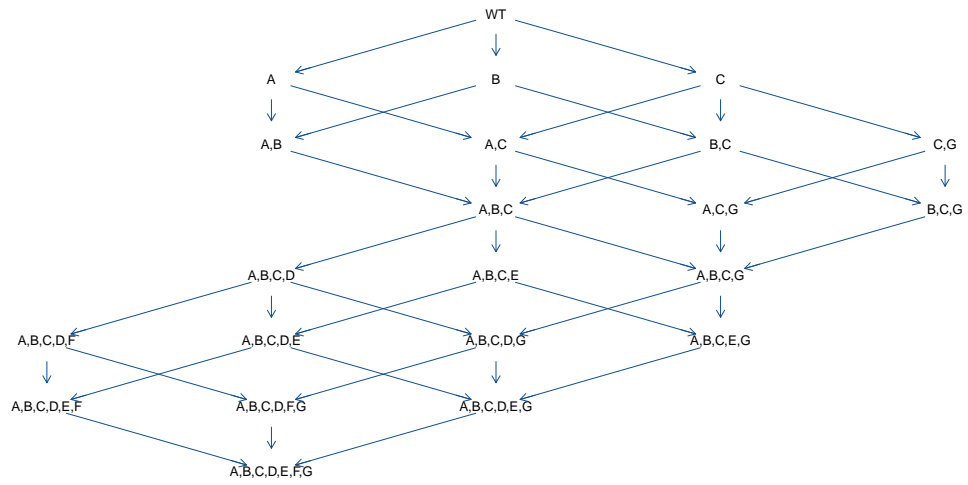 WT
A
B
C
A,B
A,C
B,C
C,G
A,B,C
A,C,G
B,C,G
A,B,C,D
A,B,C,E
A,B,C,G
A,B,C,D,F
A,B,C,D,E
A,B,C,D,G
A,B,C,E,G
A,B,C,D,E,F
A,B,C,D,F,G
A,B,C,D,E,G
A,B,C,D,E,F,G